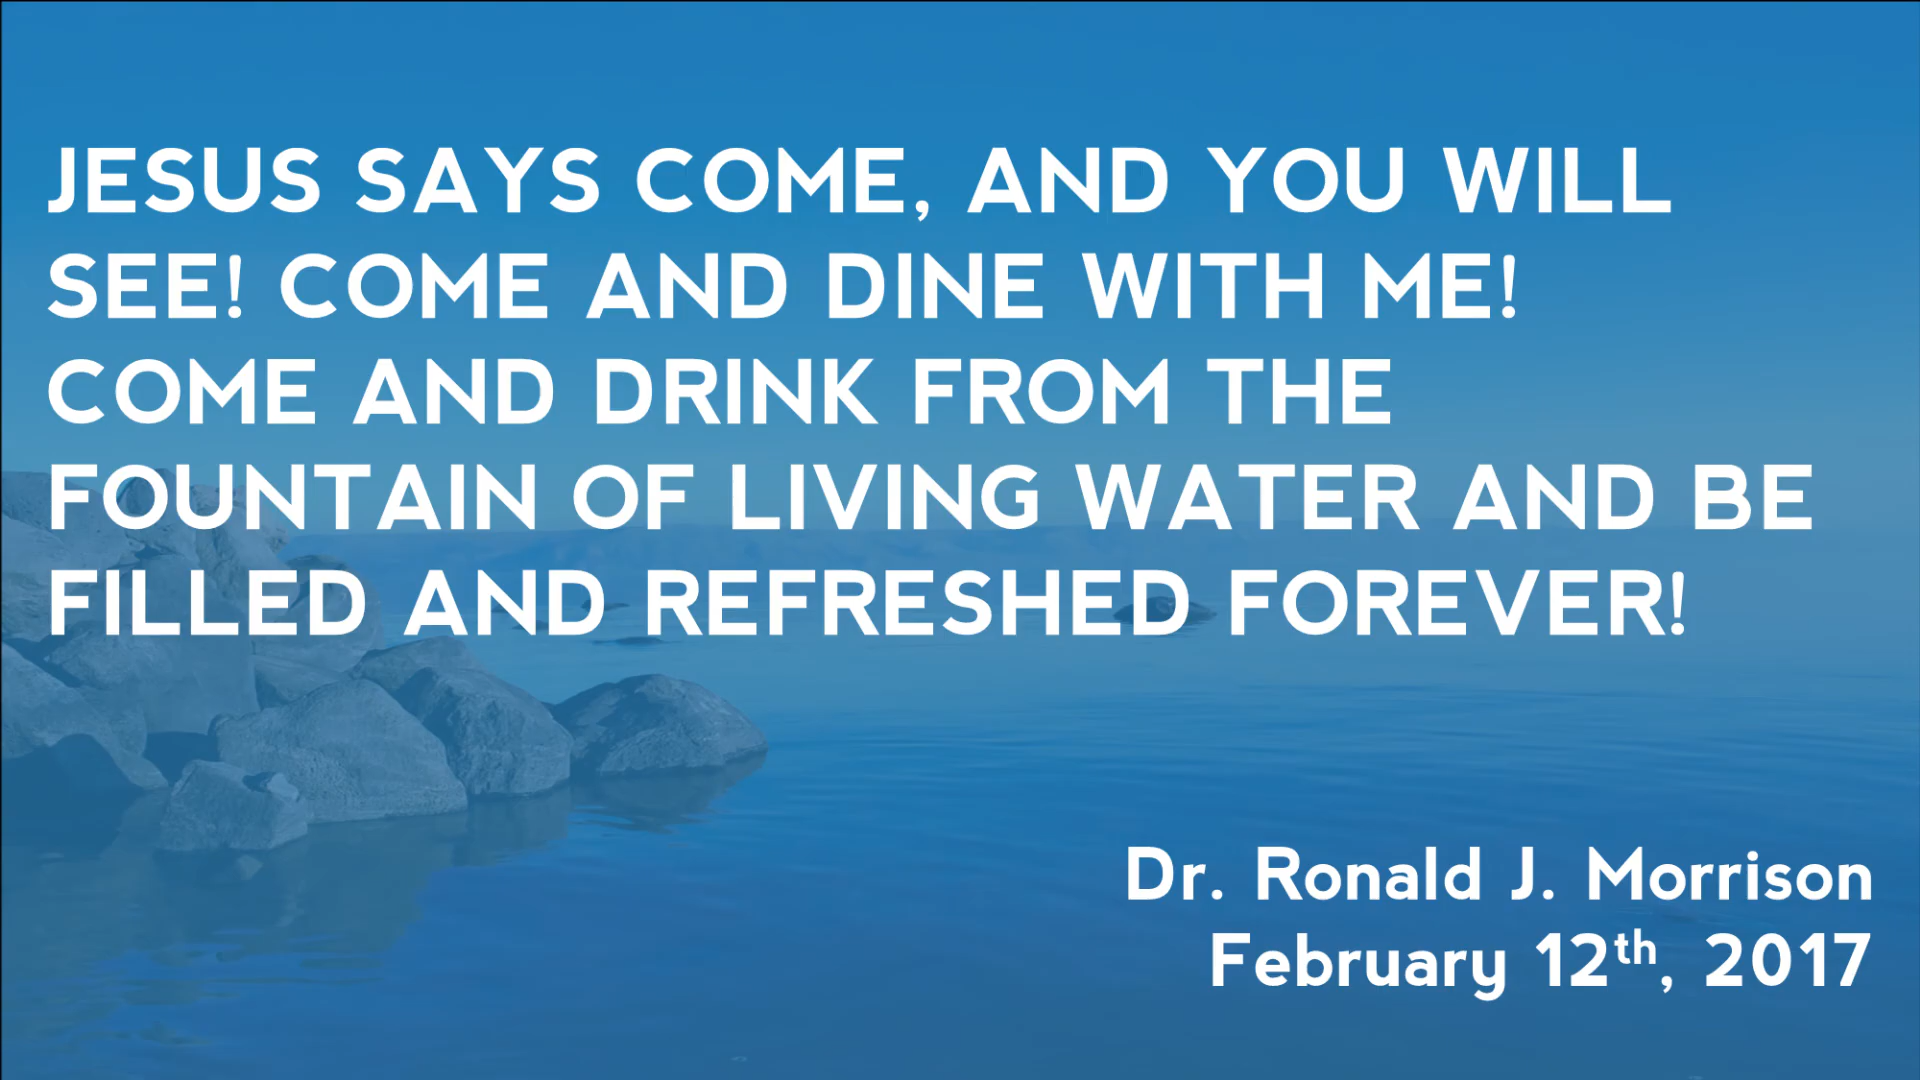 JESUS SAYS COME, AND YOU WILL
SEE! COME AND DINE WITH ME!
COME AND DRINK FROM THE
FOUNTAIN OF LIVING WATER AND BE
FILLED AND REFRESHED FOREVER!
Dr. Ronald J. Morrison
February 12th, 2017